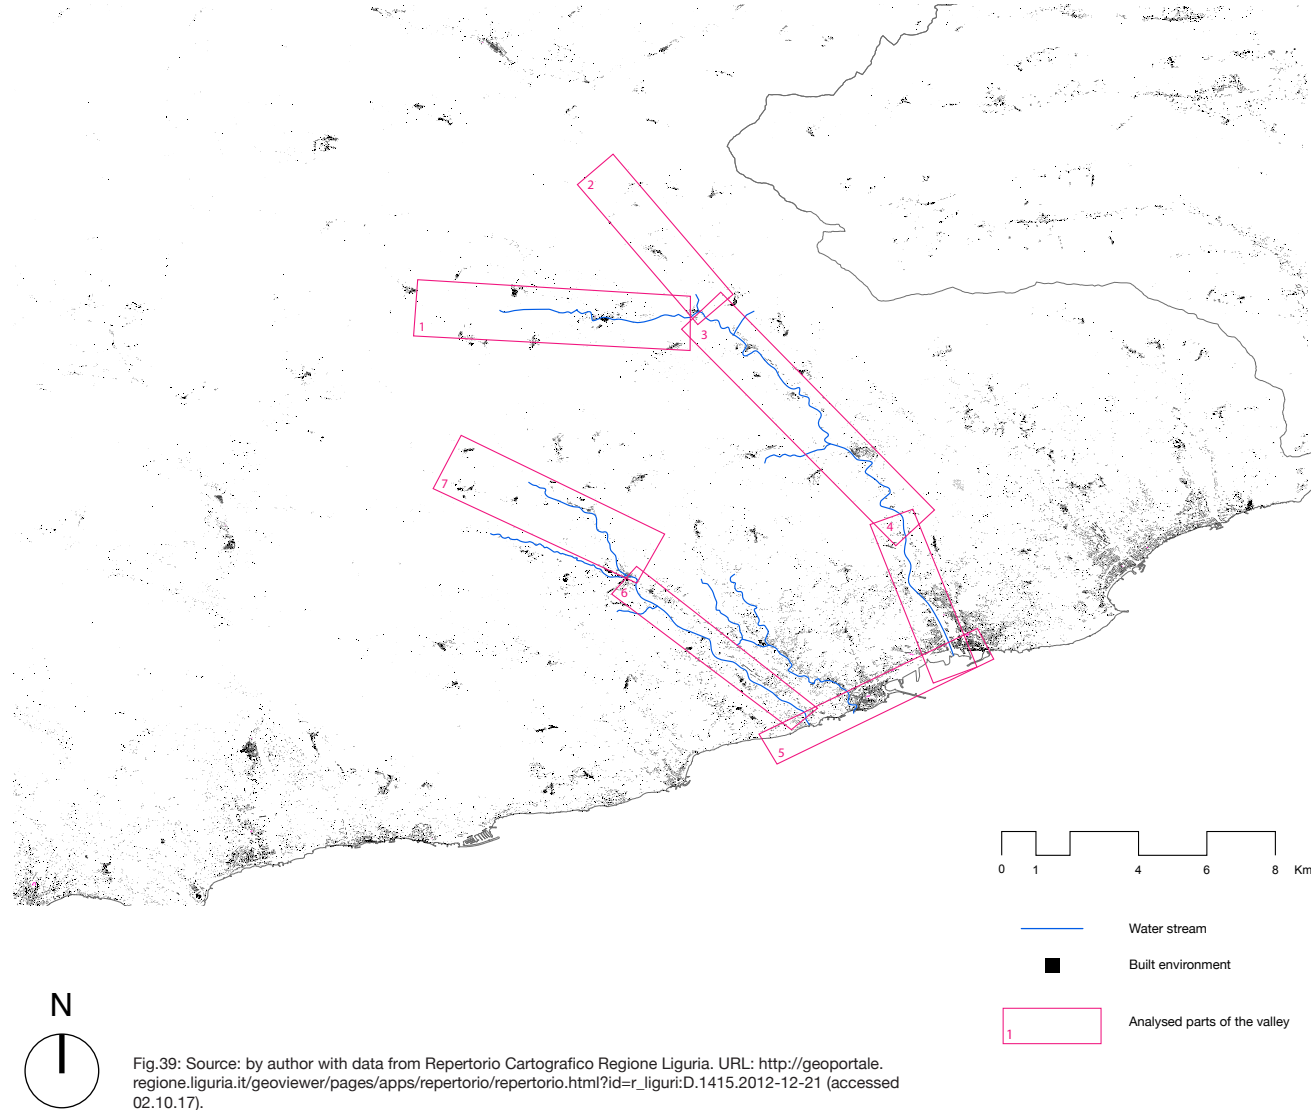 2
1
3
7
4
6
5
0 1 4 6 8 Km
Water stream
Built environment
1
Analysed parts of the valley
N
Fig.39: Source: by author with data from Repertorio Cartografico Regione Liguria. URL: http://geoportale.
regione.liguria.it/geoviewer/pages/apps/repertorio/repertorio.html?id=r_liguri:D.1415.2012-12-21 (accessed
02.10.17).